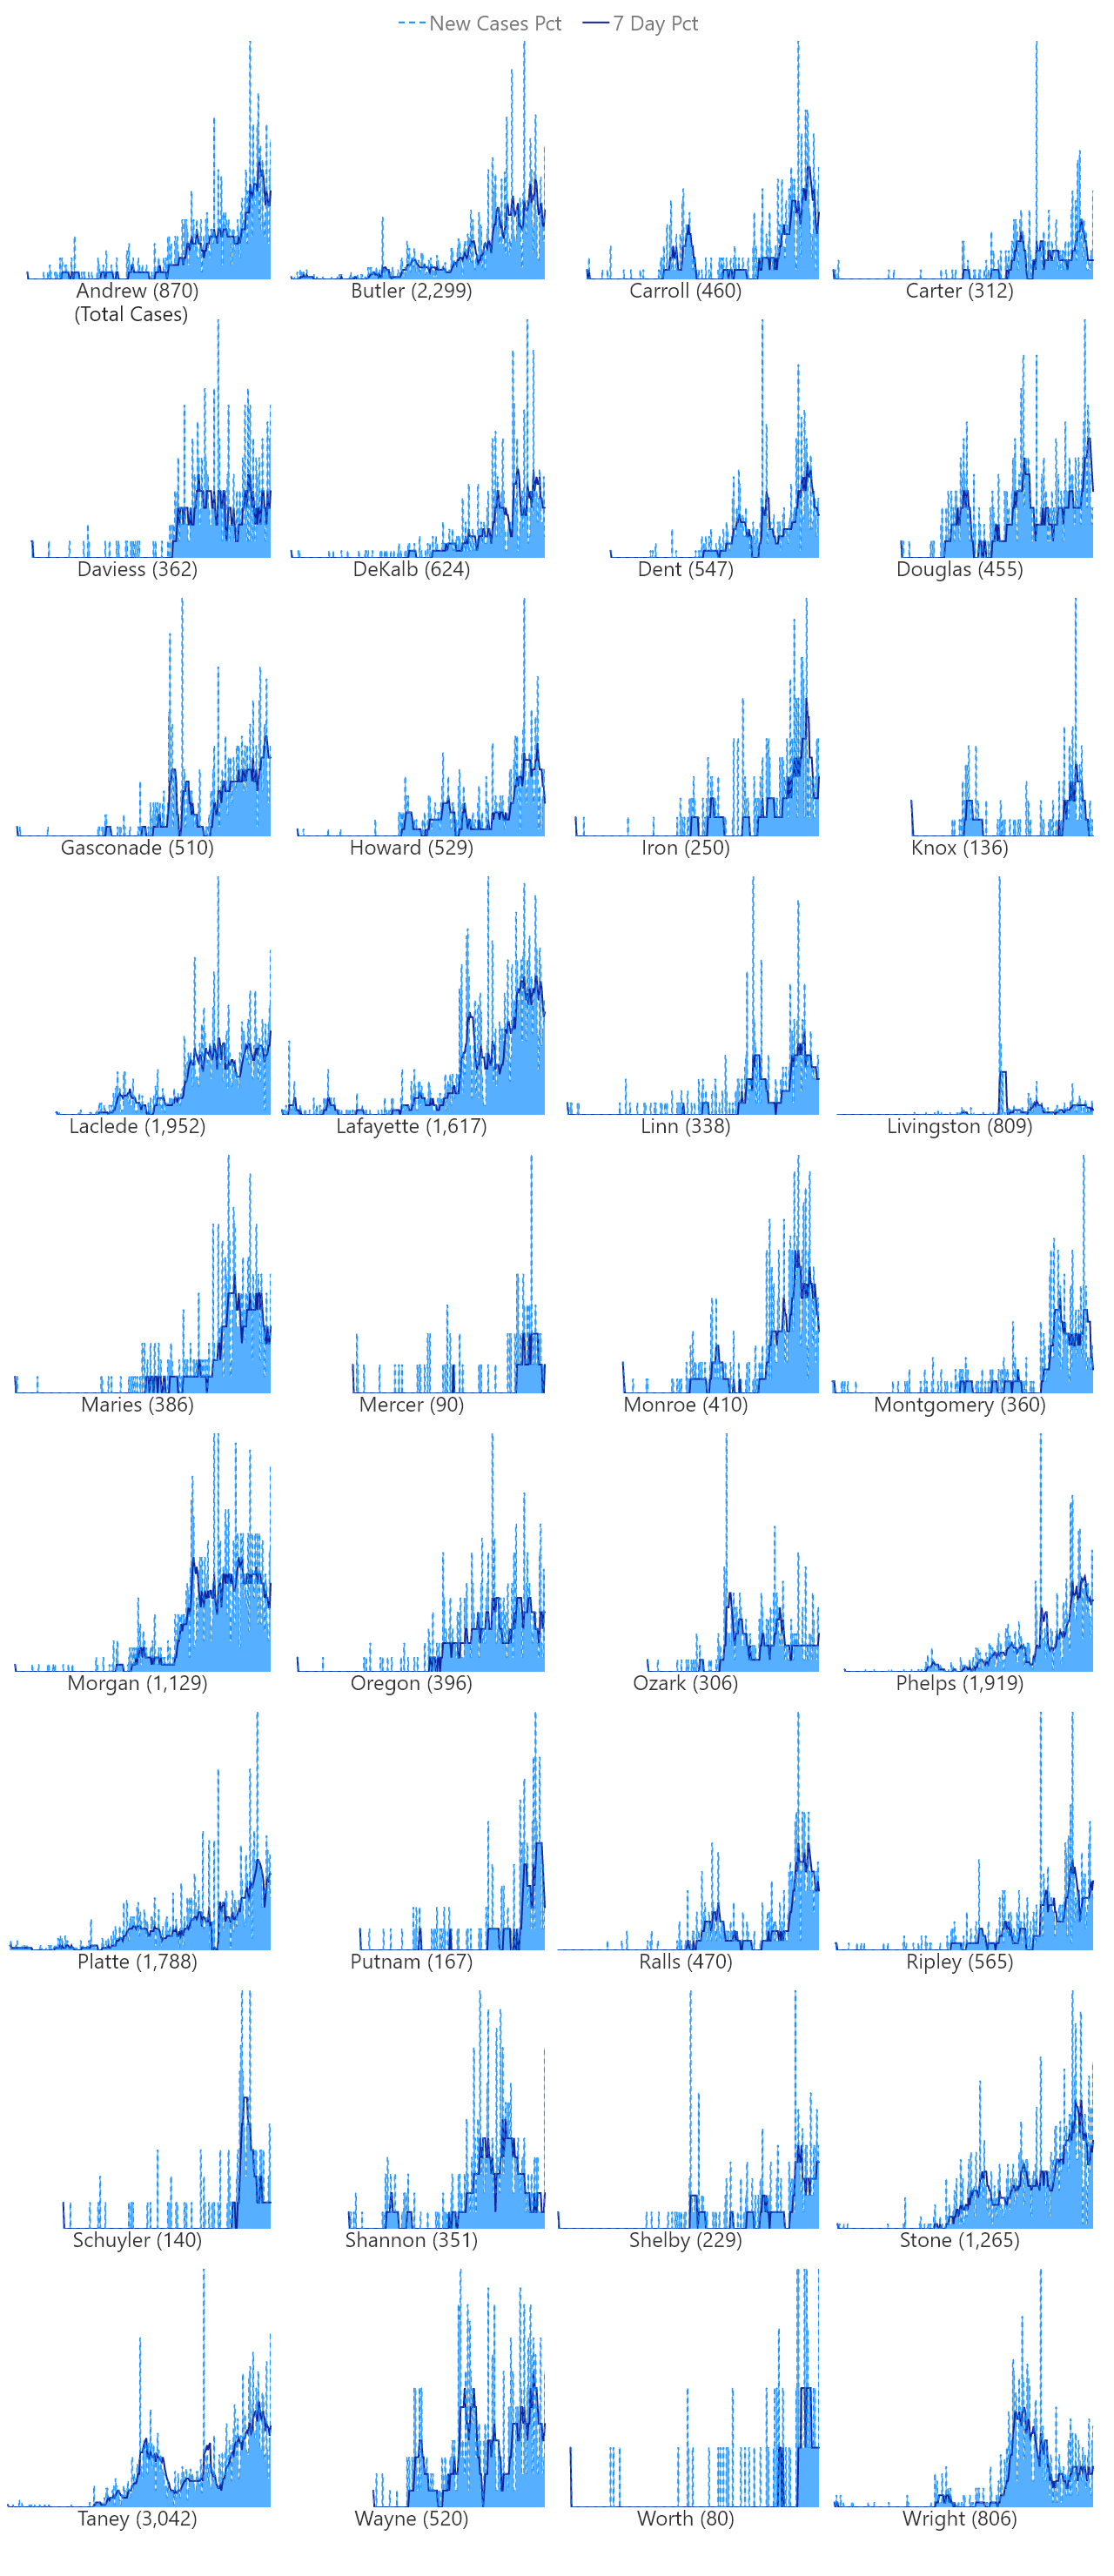 New Cases Pct 7 Day Pct
Andrew (870) Butler (2,299) Carroll (460) Carter (312)
(Total Cases)
Daviess (362) DeKalb (624) Dent (547) Douglas (455)
Gasconade (510) Howard (529) Iron (250) Knox (136)
Laclede (1,952) Lafayette (1,617) Linn (338) Livingston (809)
Maries (386) Mercer (90) Monroe (410) Montgomery (360)
Morgan (1,129) Oregon (396) Ozark (306) Phelps (1,919)
Platte (1,788) Putnam (167) Ralls (470) Ripley (565)
Schuyler (140) Shannon (351) Shelby (229) Stone (1,265)
Taney (3,042) Wayne (520) Worth (80) Wright (806)